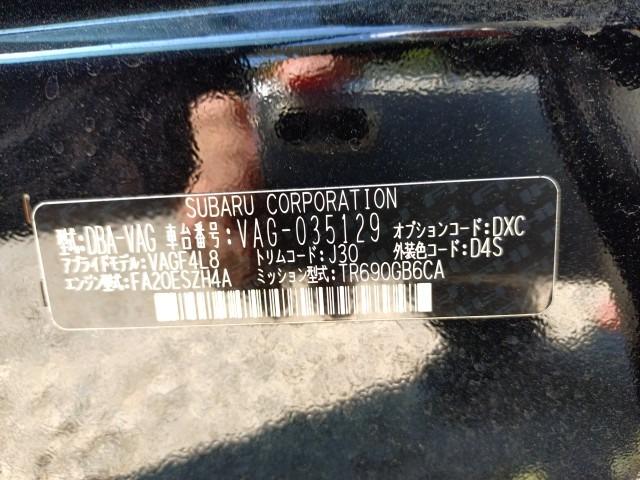 SUBARU CORPORATION
型式:DBA-VAG 車台番号:VAG-035129 オプションコード:DXC
アプライドモデル:VAGF4L8 トリムコード:J30 外装色コード:D4S
エンジン型式:FA20ESZH4A ミッション型式:TR690GB6CA